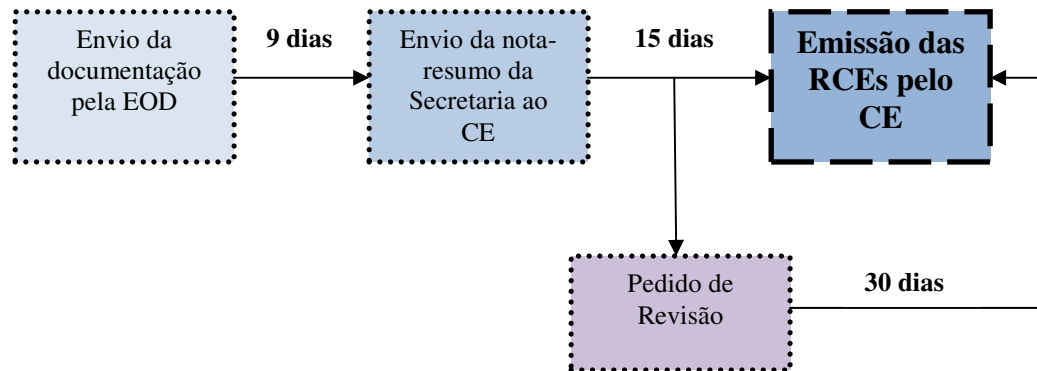 Envio da
documentação
pela EOD
9 dias
Envio da nota-
resumo da
Secretaria ao
CE
15 dias
Emissão das
RCEs pelo
CE
Pedido de
Revisão
30 dias